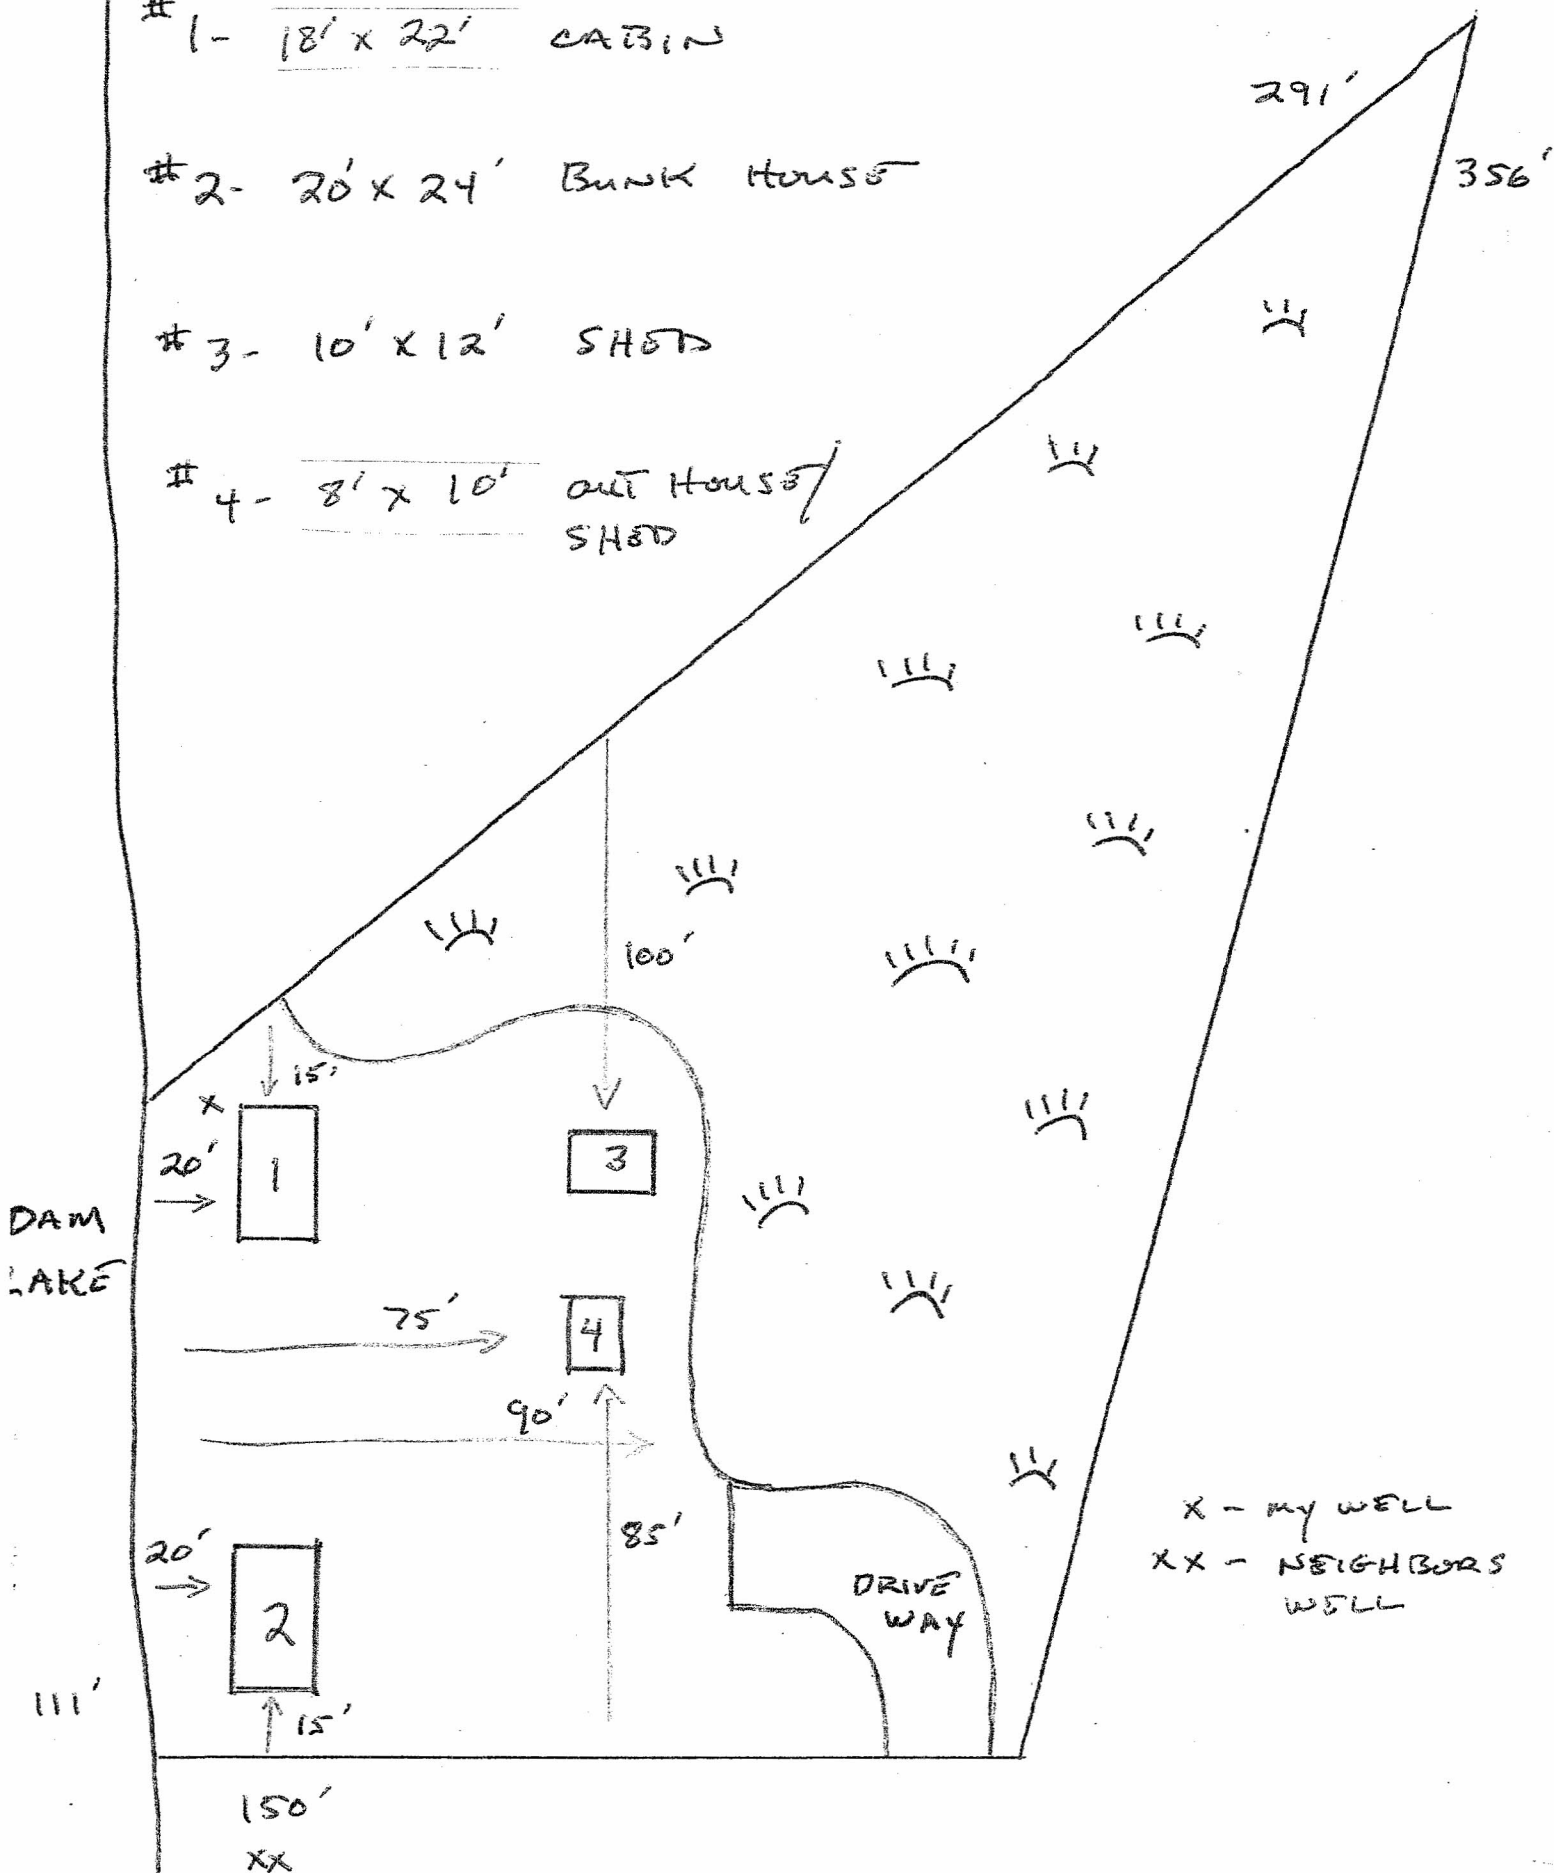 #1- 18' x 22' CABIN
291'
356'
#2- 20' x 24' BUNK HOUSE
#3- 10' x 12' SHED
#4- 8' x 10' OUT HOUSE/
SHED
100'
15'
20'
1
3
DAM
LAKE
75'
4
90'
20'
85'
2
DRIVE
WAY
X - MY WELL
XX - NEIGHBORS
WELL
111'
15'
150'
XX
X